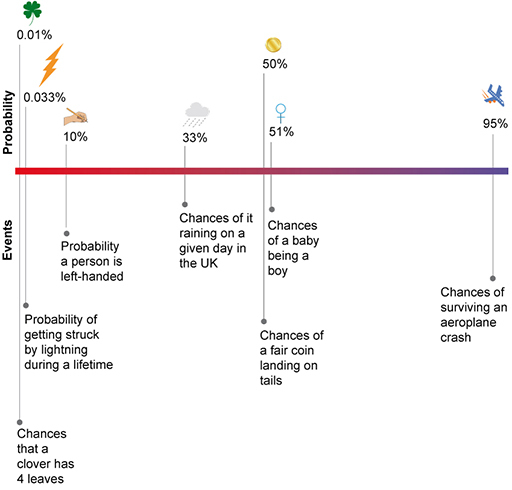 0.01%
0.033%
10%
33%
50%
51%
95%
Probability
Events
Probability
a person is
left-handed
Chances of it
raining on a
given day in
the UK
Chances
of a baby
being a
boy
Chances of
surviving an
aeroplane
crash
Probability of
getting struck
by lightning
during a lifetime
Chances of
a fair coin
landing on
tails
Chances
that a
clover has
4 leaves